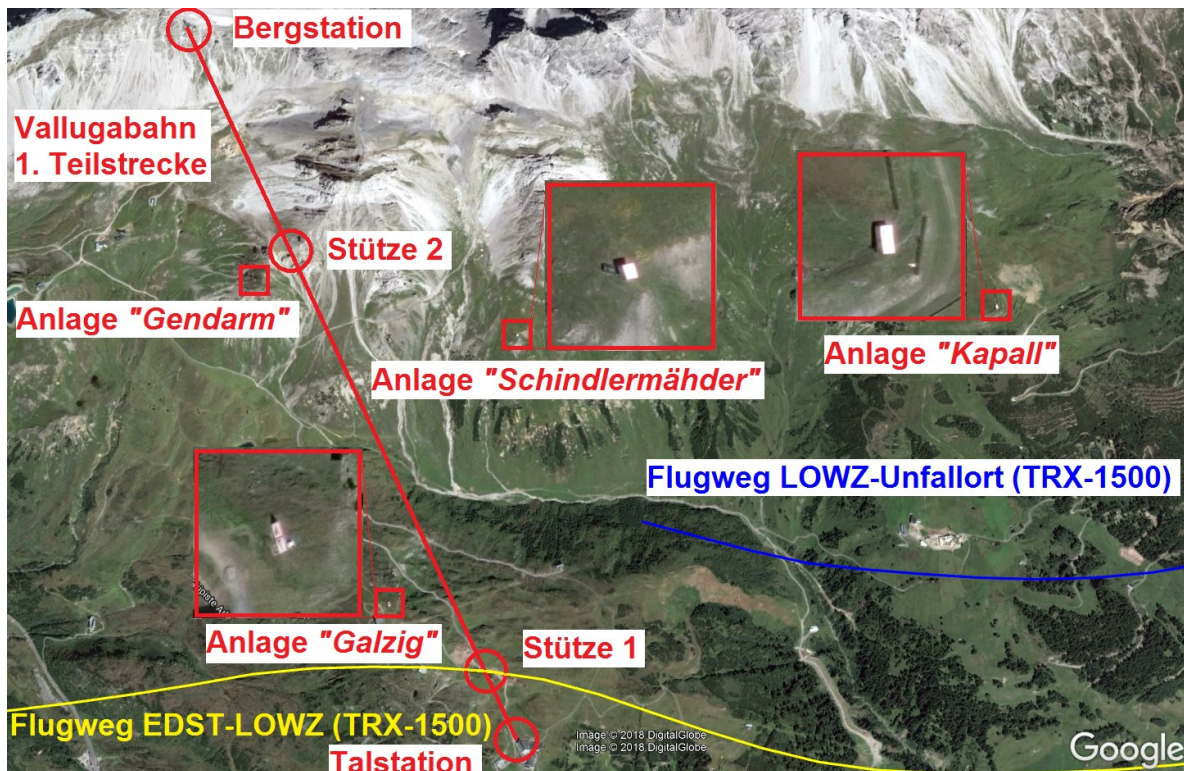 Bergstation
Vallugabahn
1. Teilstrecke
Stütze 2
Anlage "Gendarm"
Anlage "Schindlermähder"
Anlage "Kapall"
Flugweg LOWZ-Unfallort (TRX-1500)
Anlage "Galzig"
Stütze 1
Flugweg EDST-LOWZ (TRX-1500)
Talstation
Image © 2018 DigitalGlobe
Image © 2018 DigitalGlobe
Google